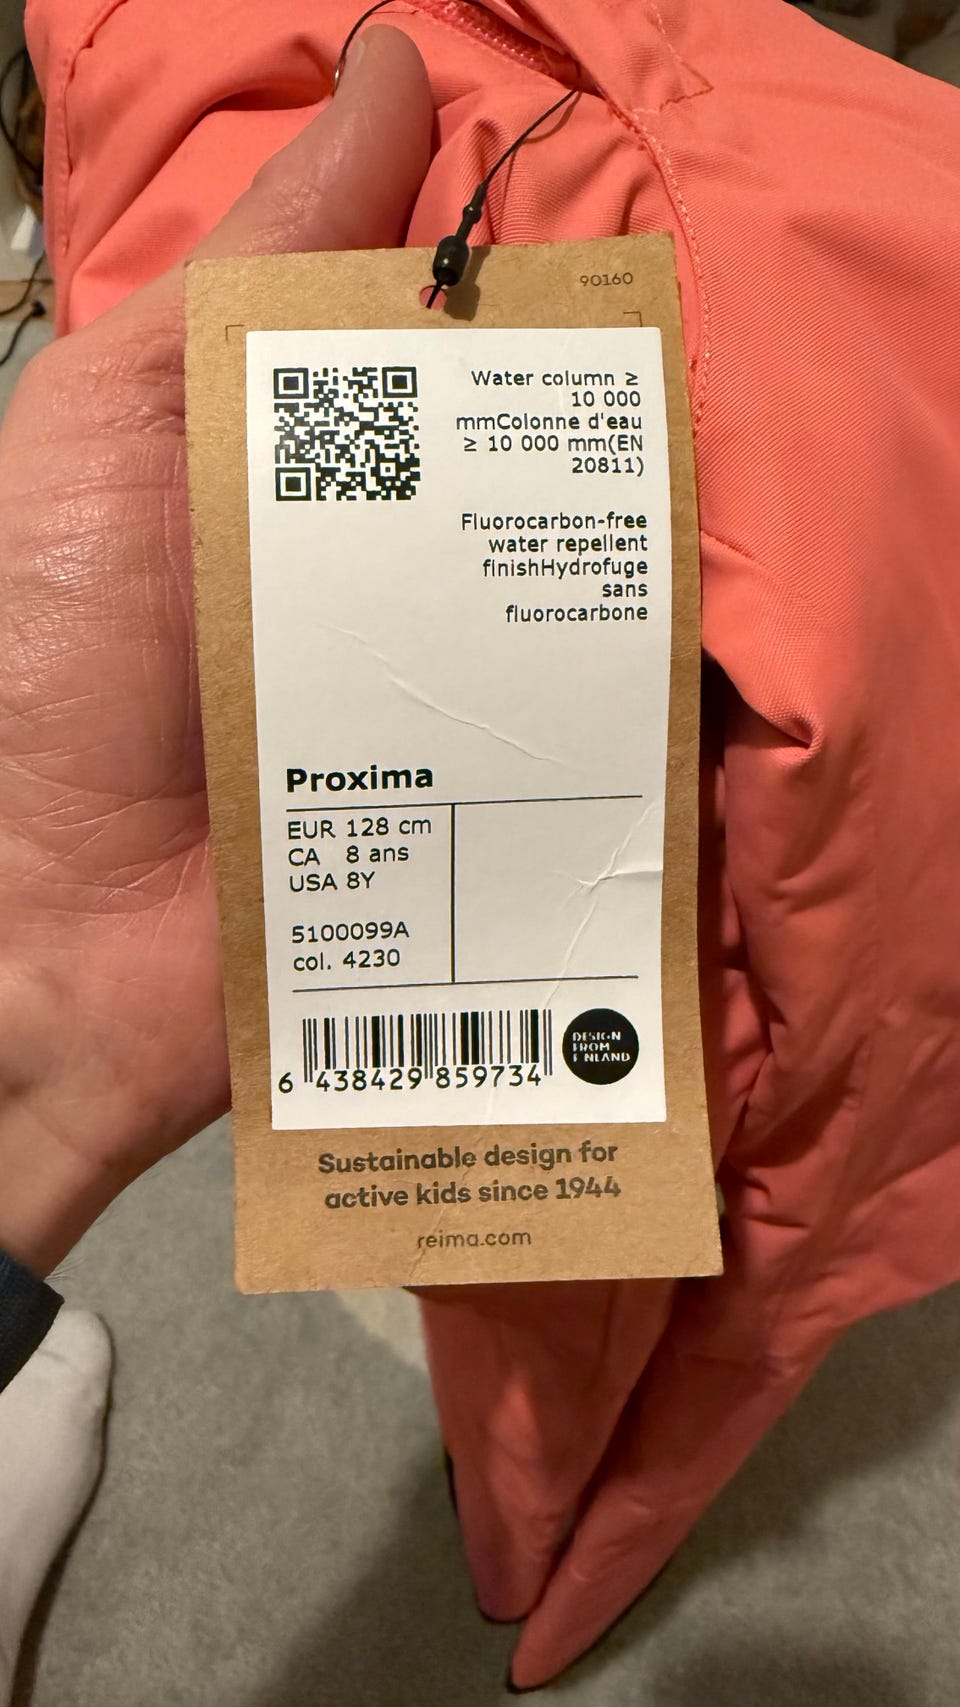 90160
Water column ≥
10 000
mmColonne d'eau
≥ 10 000 mm(EN
20811)
Fluorocarbon-free
water repellent
finishHydrofuge
sans
fluorocarbone
Proxima
EUR 128 cm
CA 8 ans
USA 8Y
5100099A
col. 4230
6 438429 859734
DESIGN
FROM
FINLAND
Sustainable design for
active kids since 1944
reima.com